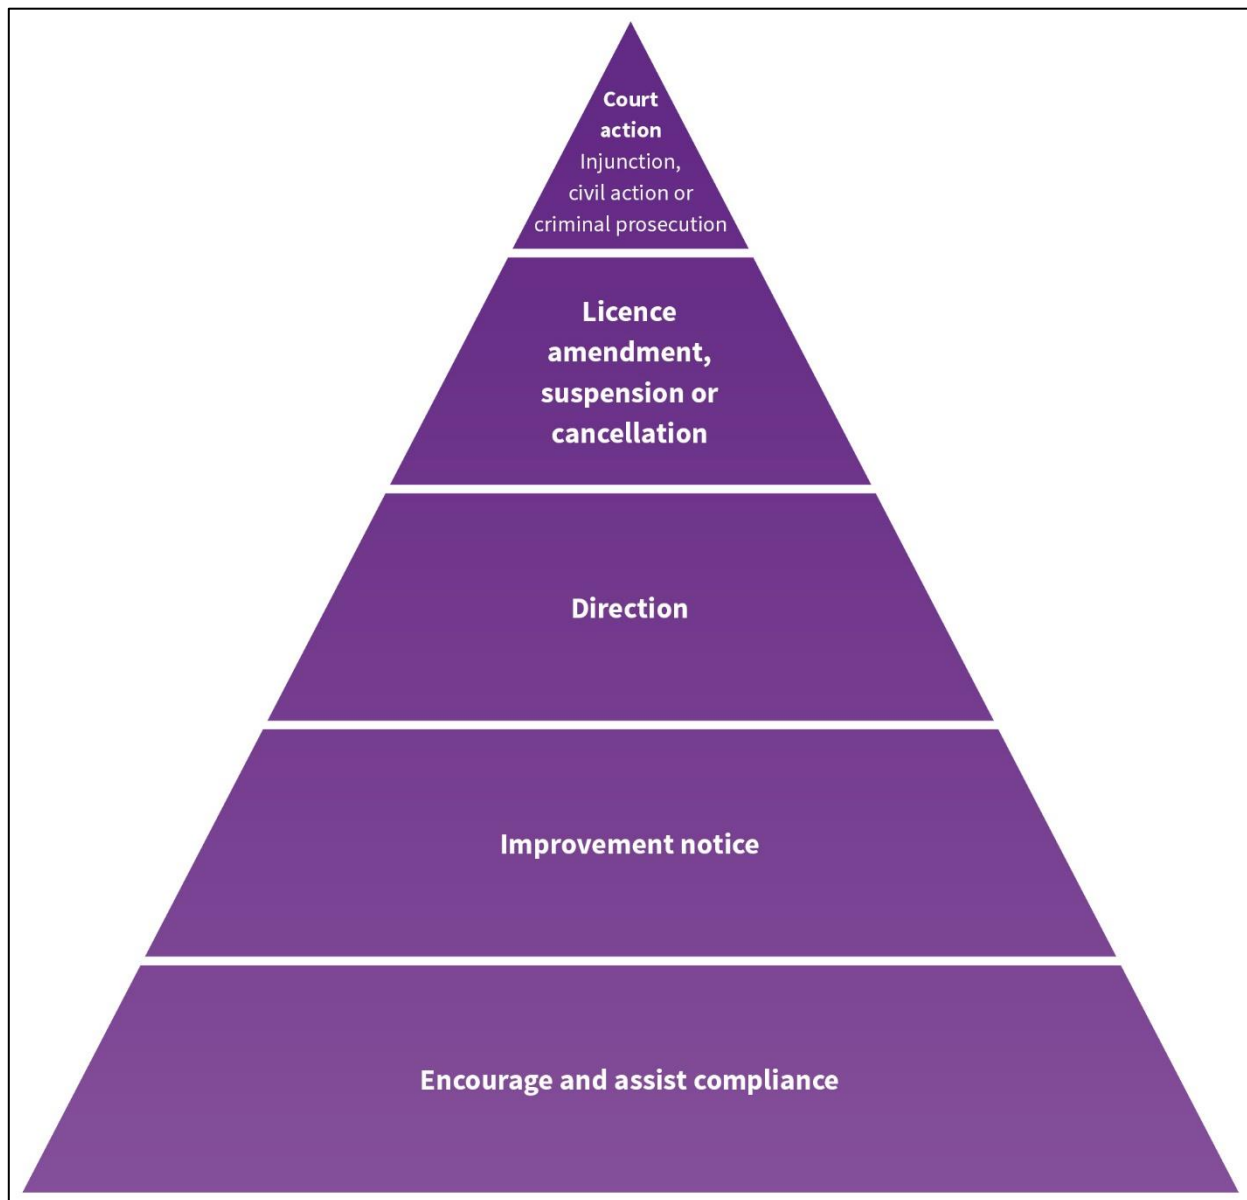 Court
action
Injunction,
civil action or
criminal prosecution
Licence
amendment,
suspension or
cancellation
Direction
Improvement notice
Encourage and assist compliance